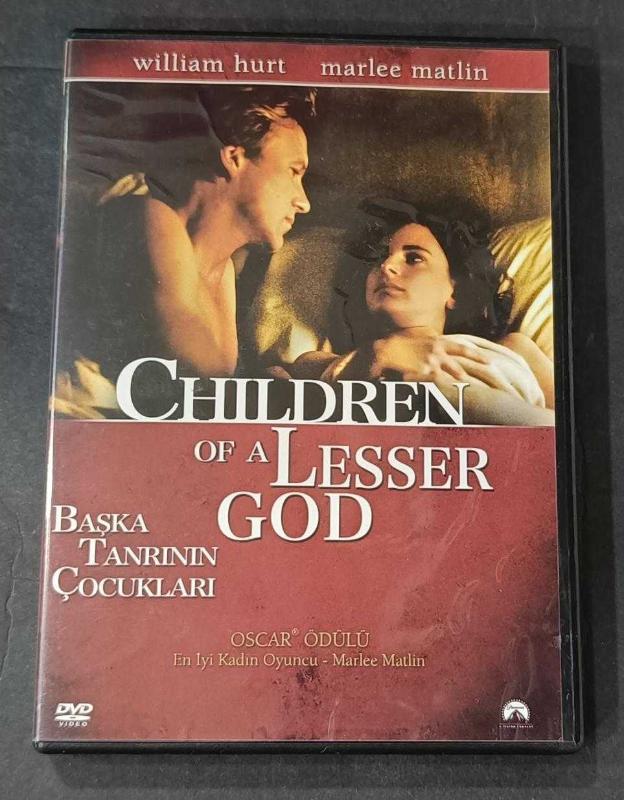 william hurt marlee matlin
CHILDREN
OF A LESSER
GOD
BAŞKA
TANRININ
ÇOCUKLARI
OSCAR® ÖDÜLÜ
En İyi Kadın Oyuncu - Marlee Matlin
DVD
VIDEO
Paramount